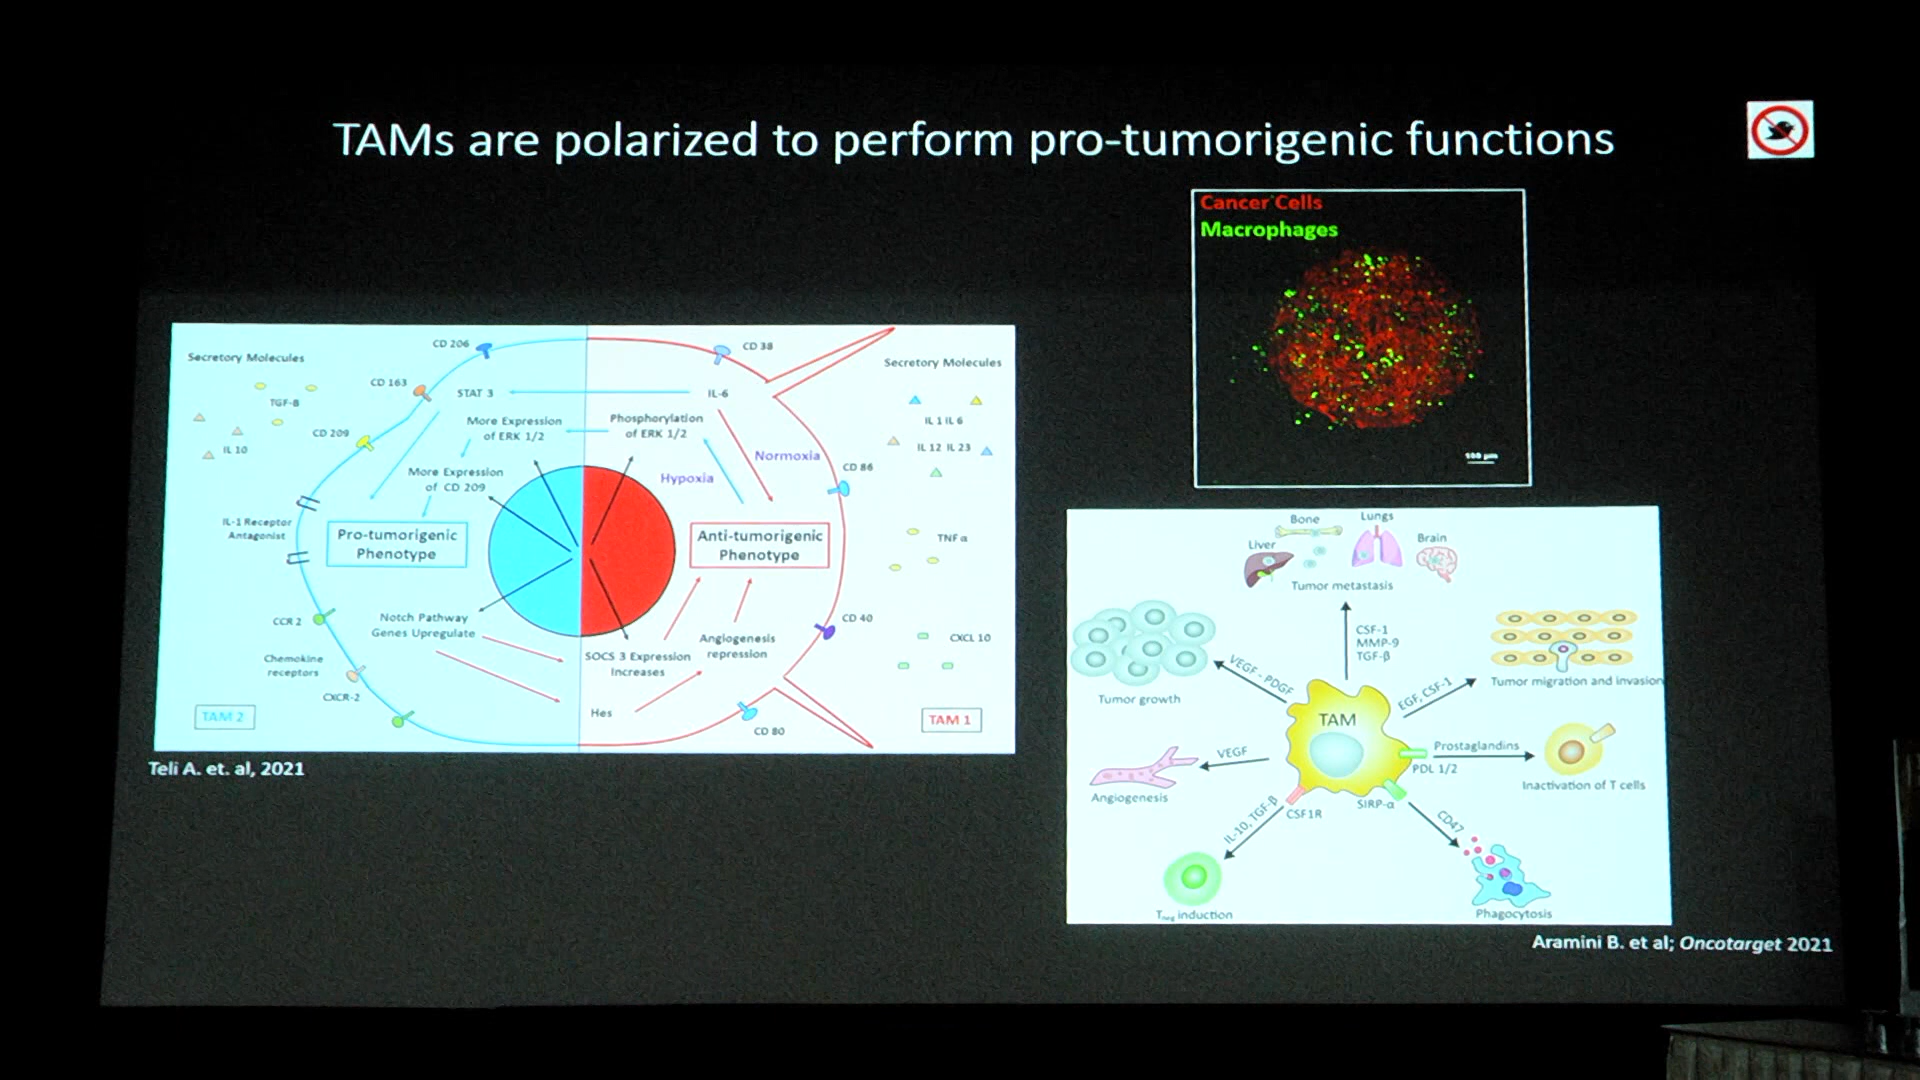 TAMs are polarized to perform pro-tumorigenic functions
Cancer Cells
Macrophages
100 µm
Secretory Molecules
TGF-B
IL 10
CD 206
CD 163
CD 209
IL-1 Receptor
Antagonist
CCR 2
Chemokine
receptors
CXCR-2
TAM 2
STAT 3
More Expression
of ERK 1/2
More Expression
of CD 209
Pro-tumorigenic
Phenotype
Notch Pathway
Genes Upregulate
IL-6
Phosphorylation
of ERK 1/2
Hypoxia
Normoxia
Anti-tumorigenic
Phenotype
SOCS 3 Expression
Increases
Angiogenesis
repression
Hes
CD 38
CD 86
CD 40
CD 80
Secretory Molecules
IL 1 IL 6
IL 12 IL 23
TNF α
CXCL 10
TAM 1
Teli A. et. al, 2021
Liver
Bone
Lungs
Brain
Tumor metastasis
CSF-1
MMP-9
TGF-β
VEGF - PDGF
Tumor growth
EGF, CSF-1
Tumor migration and invasion
TAM
VEGF
Angiogenesis
Prostaglandins
PDL 1/2
Inactivation of T cells
IL-10, TGF-β
CSF1R
SIRP-α
CD47
induction
Phagocytosis
Aramini B. et al; Oncotarget 2021